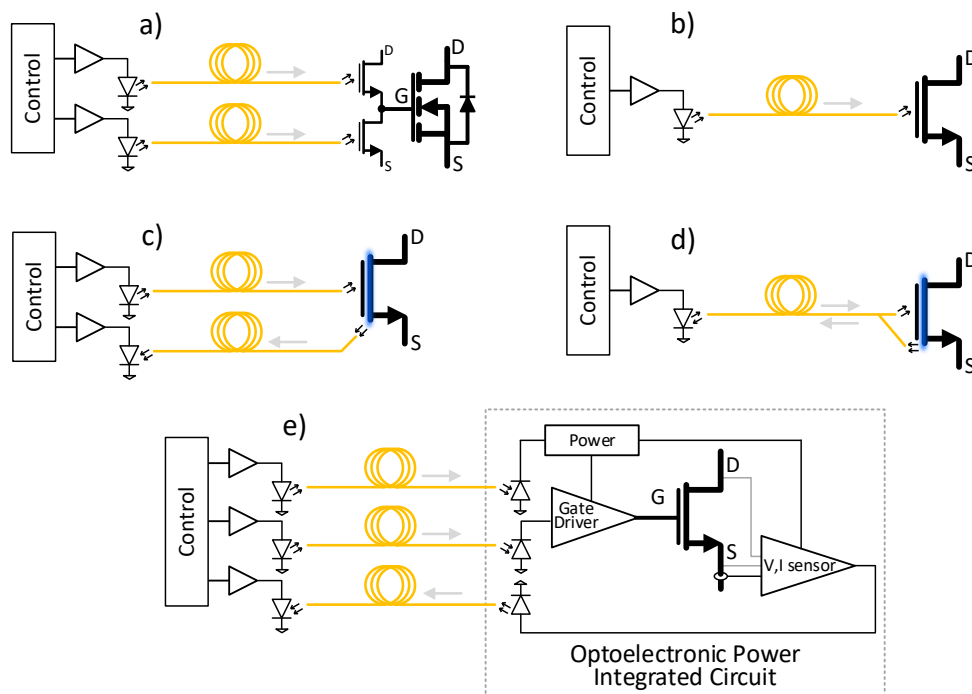 a)
Control
D
G
S
D
S
b)
Control
D
S
c)
Control
D
S
d)
Control
D
S
e)
Control
Power
Gate
Driver
G
D
S
V,I sensor
Optoelectronic Power
Integrated Circuit